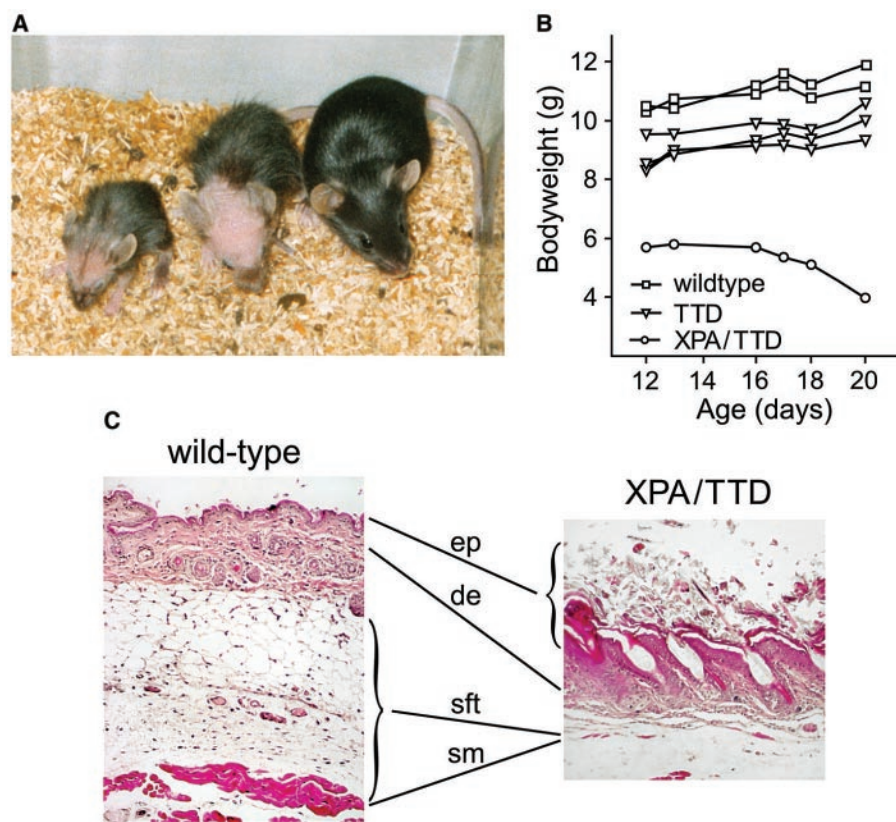 A
B
Bodyweight (g)
12
10
8
6
4
wildtype
TTD
XPA/TTD
12 14 16 18 20
Age (days)
C
wild-type
XPA/TTD
ep
de
sft
sm